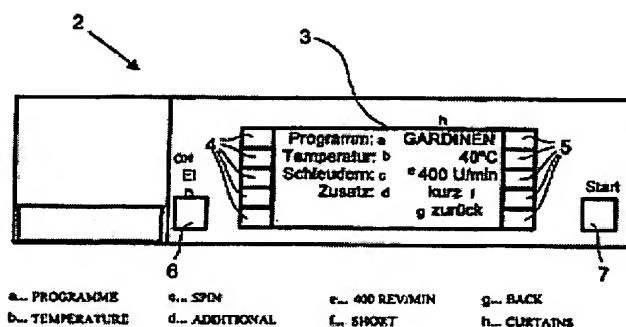 2
3
h
Programm: a GARDINEN
4 Temperatur: b 40°C 5
Schleudern: c e 400 U/min
Zusatz: d kurz f
g zurück
Start
6
7
a... PROGRAMME c... SPIN e... 400 REV/MIN g... BACK
b... TEMPERATURE d... ADDITIONAL f... SHORT h... CURTAINS